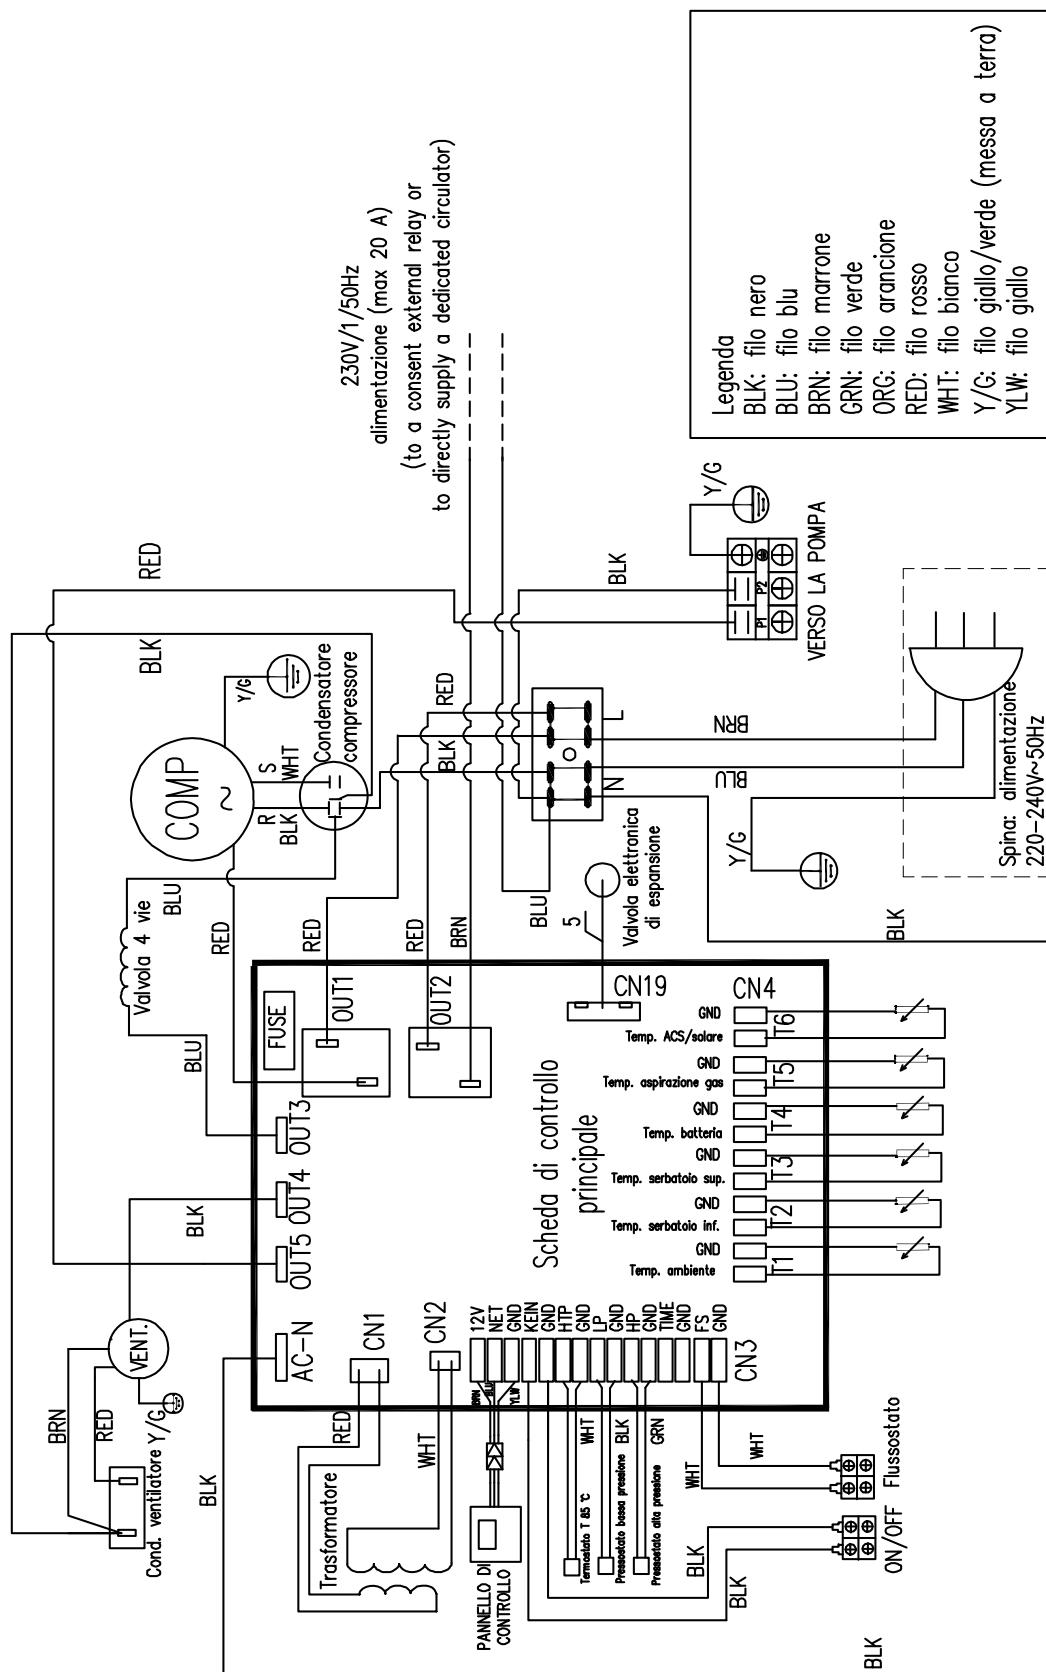 230V/1/50Hz
alimentazione (max 20 A)
(to a consent external relay or
to directly supply a dedicated circulator)
Legenda
BLK: filo nero
BLU: filo blu
BRN: filo marrone
GRN: filo verde
ORG: filo arancione
RED: filo rosso
WHT: filo bianco
Y/G: filo giallo/verde (messa a terra)
YLW: filo giallo
RED
BLK
Y/G
COMP
~
S
WHT
R
BLK
Condensatore
compressore
BLU
Valvola 4 vie
BLU
RED
RED
RED
BRN
RED
BLK
BLU
N
L
BLK
Y/G
P1
P2
VERSO LA POMPA
BRN
BLU
Y/G
BLK
Spina: alimentazione
220-240V~50Hz
5
Valvola elettronica
di espansione
FUSE
OUT1
OUT2
OUT3
OUT4
OUT5
AC-N
CN1
CN2
CN19
CN4
CN3
Scheda di controllo
principale
GND
Temp. ACS/solare
T6
GND
Temp. aspirazione gas
T5
GND
Temp. batteria
T4
GND
Temp. serbatoio sup.
T3
GND
Temp. serbatoio inf.
T2
GND
Temp. ambiente
T1
12V
NET
GND
KEIN
GND
HTP
GND
LP
GND
HP
GND
TIME
GND
FS
GND
BLK
VENT.
BRN
RED
Y/G
Cond. ventilatore
BLK
RED
WHT
Trasformatore
BRN
BLU
YLW
PANNELLO DI
CONTROLLO
WHT
Termostato T 85 °C
BLK
Pressostato bassa pressione
GRN
Pressostato alta pressione
WHT
WHT
BLK
BLK
Flussostato
ON/OFF
BLK